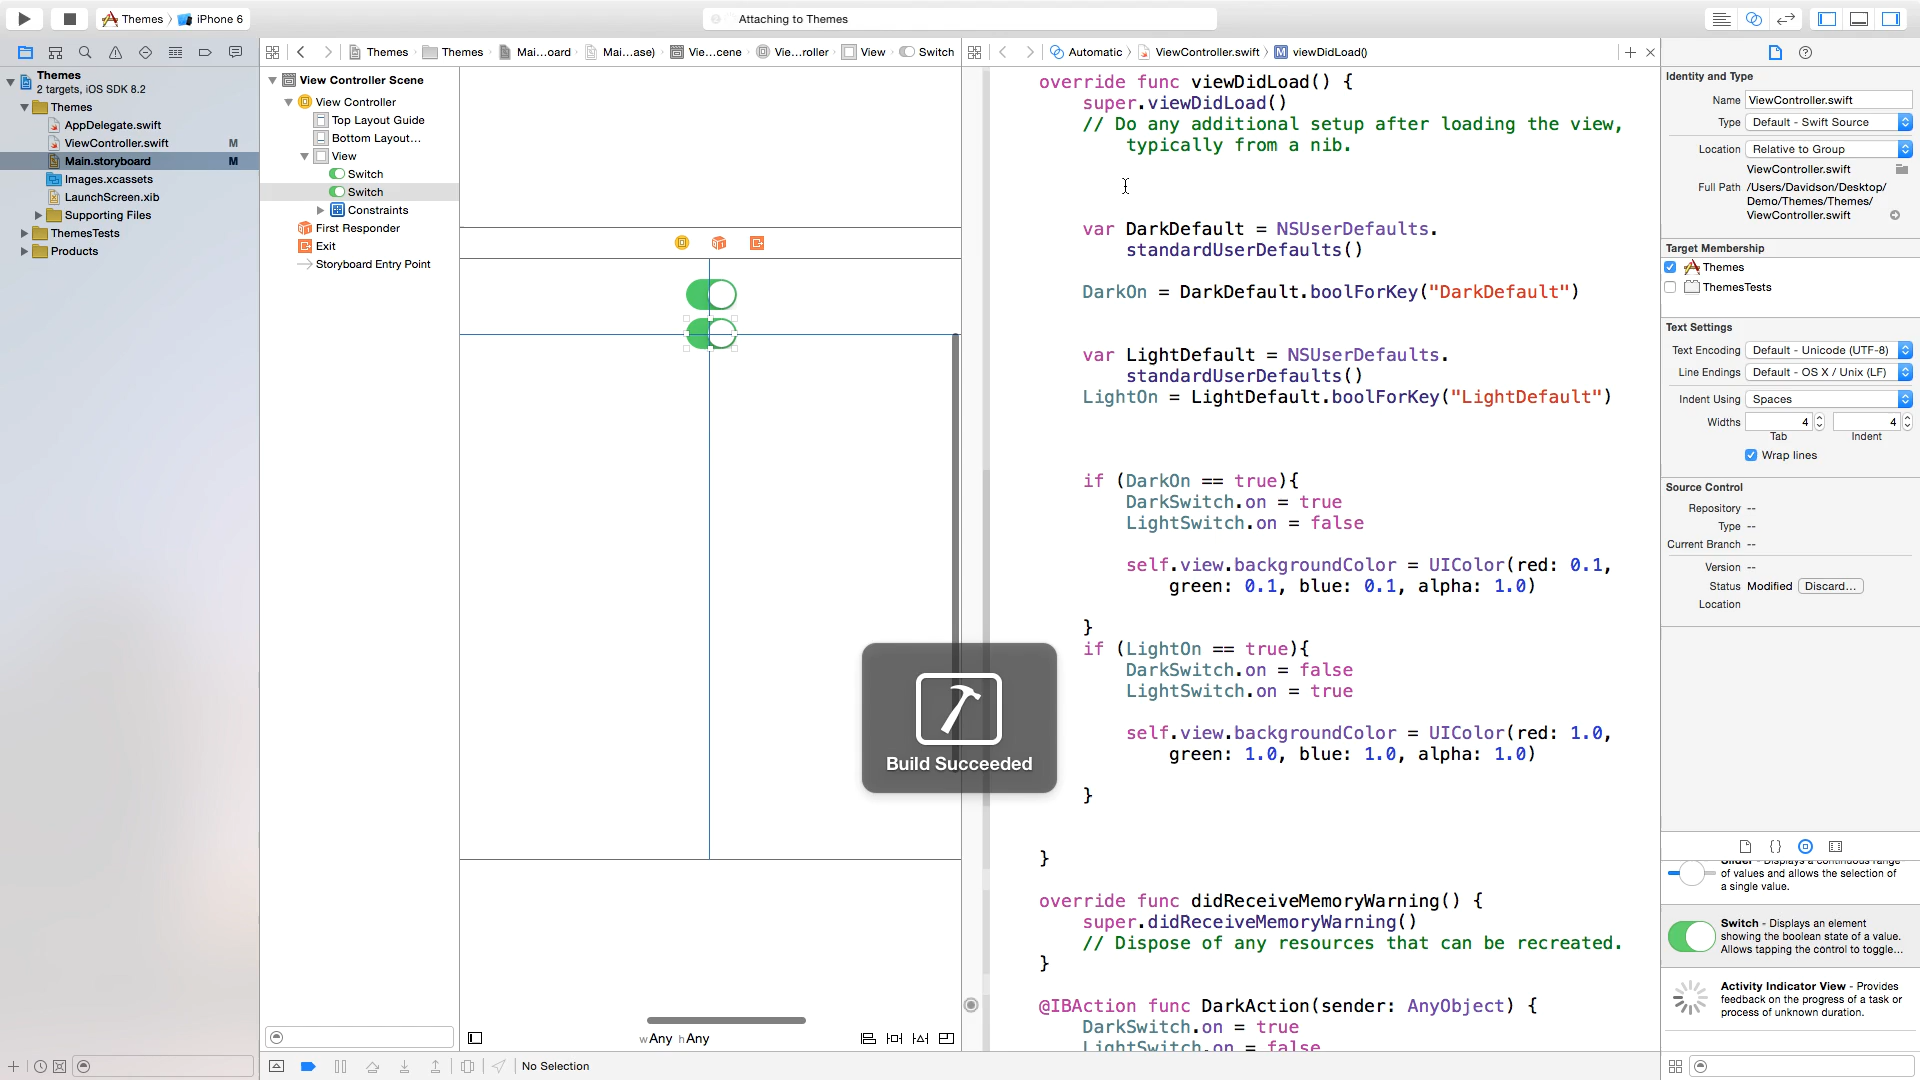 Themes
iPhone 6
Attaching to Themes
Themes
Themes
Mai...oard
Mai...ase)
Vie...cene
Vie...roller
View
Switch
Automatic
ViewController.swift
viewDidLoad()
Themes
2 targets, iOS SDK 8.2
Themes
AppDelegate.swift
ViewController.swift M
Main.storyboard M
Images.xcassets
LaunchScreen.xib
Supporting Files
ThemesTests
Products
View Controller Scene
View Controller
Top Layout Guide
Bottom Layout...
View
Switch
Switch
Constraints
First Responder
Exit
Storyboard Entry Point
wAny hAny
override func viewDidLoad() {
super.viewDidLoad()
// Do any additional setup after loading the view,
typically from a nib.
var DarkDefault = NSUserDefaults.
standardUserDefaults()
DarkOn = DarkDefault.boolForKey("DarkDefault")
var LightDefault = NSUserDefaults.
standardUserDefaults()
LightOn = LightDefault.boolForKey("LightDefault")
if (DarkOn == true){
DarkSwitch.on = true
LightSwitch.on = false
self.view.backgroundColor = UIColor(red: 0.1,
green: 0.1, blue: 0.1, alpha: 1.0)
}
if (LightOn == true){
DarkSwitch.on = false
LightSwitch.on = true
self.view.backgroundColor = UIColor(red: 1.0,
green: 1.0, blue: 1.0, alpha: 1.0)
}
}
override func didReceiveMemoryWarning() {
super.didReceiveMemoryWarning()
// Dispose of any resources that can be recreated.
}
@IBAction func DarkAction(sender: AnyObject) {
DarkSwitch.on = true
LightSwitch.on = false
Build Succeeded
No Selection
Identity and Type
Name ViewController.swift
Type Default - Swift Source
Location Relative to Group
ViewController.swift
Full Path /Users/Davidson/Desktop/
Demo/Themes/Themes/
ViewController.swift
Target Membership
Themes
ThemesTests
Text Settings
Text Encoding Default - Unicode (UTF-8)
Line Endings Default - OS X / Unix (LF)
Indent Using Spaces
Widths 4 4
Tab Indent
Wrap lines
Source Control
Repository --
Type --
Current Branch --
Version --
Status Modified Discard...
Location
Slider - Displays a continuous range
of values and allows the selection of
a single value.
Switch - Displays an element
showing the boolean state of a value.
Allows tapping the control to toggle...
Activity Indicator View - Provides
feedback on the progress of a task or
process of unknown duration.